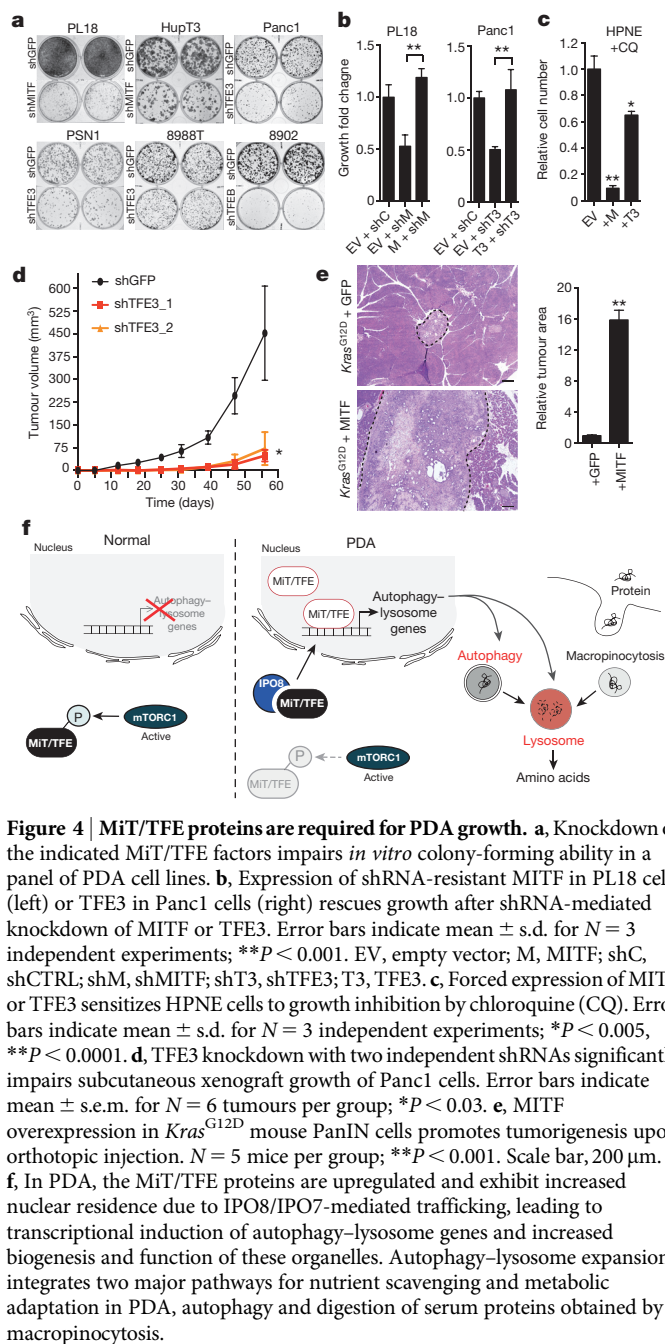 a
PL18
HupT3
Panc1
shGFP
shMITF
shGFP
shMITF
shGFP
shTFE3
PSN1
8988T
8902
shGFP
shTFE3
shGFP
shTFE3
shGFP
shTFEB
b
PL18
Panc1
Growth fold chagne
1.5
1.0
0.5
0
**
EV + shC
EV + shM
M + shM
1.5
1.0
0.5
0
**
EV + shC
EV + shT3
T3 + shT3
c
HPNE
+CQ
Relative cell number
1.2
1.0
0.8
0.6
0.4
0.2
0
**
*
EV
+M
+T3
d
shGFP
shTFE3_1
shTFE3_2
Tumour volume (mm3)
600
525
450
375
300
225
150
75
0
*
0 10 20 30 40 50 60
Time (days)
e
KrasG12D + GFP
KrasG12D + MITF
Relative tumour area
20
16
12
8
4
0
**
+GFP
+MITF
f
Normal
PDA
Nucleus
Autophagy–
lysosome
genes
P
MiT/TFE
mTORC1
Active
Nucleus
MiT/TFE
MiT/TFE
Autophagy–
lysosome
genes
IPO8
MiT/TFE
P
MiT/TFE
mTORC1
Active
Protein
Autophagy
Macropinocytosis
Lysosome
Amino acids
Figure 4 | MiT/TFE proteins are required for PDA growth. a, Knockdown o
the indicated MiT/TFE factors impairs in vitro colony-forming ability in a
panel of PDA cell lines. b, Expression of shRNA-resistant MITF in PL18 cel
(left) or TFE3 in Panc1 cells (right) rescues growth after shRNA-mediated
knockdown of MITF or TFE3. Error bars indicate mean ± s.d. for N = 3
independent experiments; **P < 0.001. EV, empty vector; M, MITF; shC,
shCTRL; shM, shMITF; shT3, shTFE3; T3, TFE3. c, Forced expression of MIT
or TFE3 sensitizes HPNE cells to growth inhibition by chloroquine (CQ). Erro
bars indicate mean ± s.d. for N = 3 independent experiments; *P < 0.005,
**P < 0.0001. d, TFE3 knockdown with two independent shRNAs significantl
impairs subcutaneous xenograft growth of Panc1 cells. Error bars indicate
mean ± s.e.m. for N = 6 tumours per group; *P < 0.03. e, MITF
overexpression in KrasG12D mouse PanIN cells promotes tumorigenesis upo
orthotopic injection. N = 5 mice per group; **P < 0.001. Scale bar, 200 μm.
f, In PDA, the MiT/TFE proteins are upregulated and exhibit increased
nuclear residence due to IPO8/IPO7-mediated trafficking, leading to
transcriptional induction of autophagy–lysosome genes and increased
biogenesis and function of these organelles. Autophagy–lysosome expansion
integrates two major pathways for nutrient scavenging and metabolic
adaptation in PDA, autophagy and digestion of serum proteins obtained by
macropinocytosis.